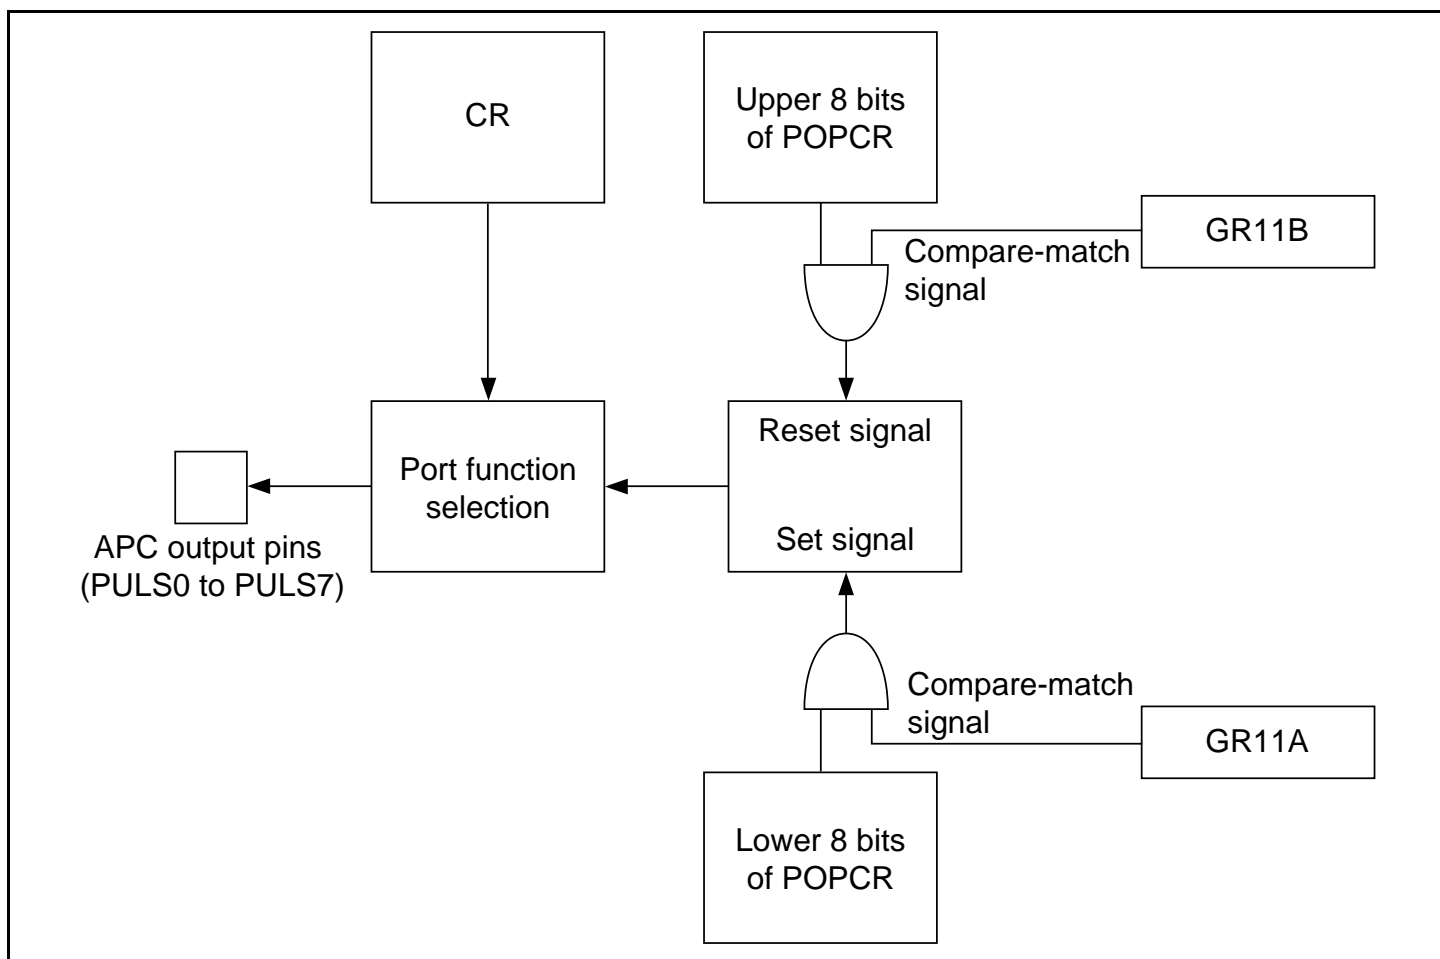 CR
Upper 8 bits
of POPCR
GR11B
Compare-match
signal
Reset signal
Port function
selection
Set signal
APC output pins
(PULS0 to PULS7)
Compare-match
signal
GR11A
Lower 8 bits
of POPCR